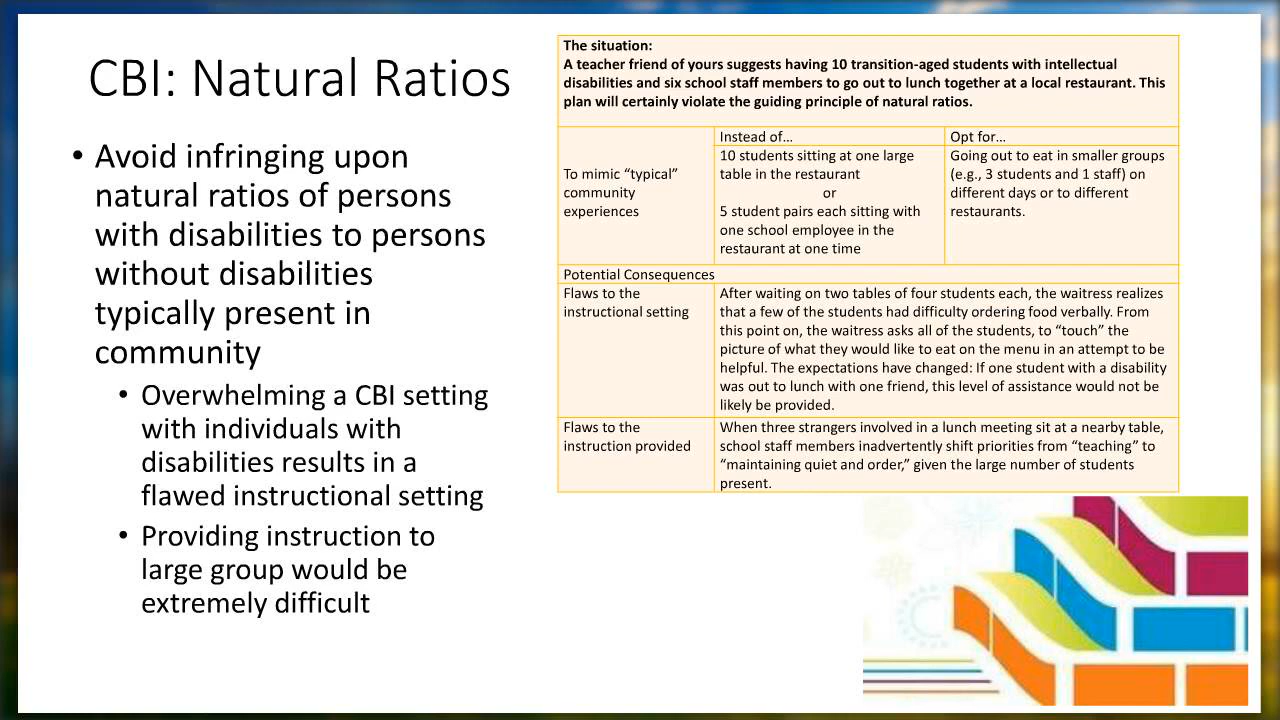 CBI: Natural Ratios
• Avoid infringing upon
natural ratios of persons
with disabilities to persons
without disabilities
typically present in
community
• Overwhelming a CBI setting
with individuals with
disabilities results in a
flawed instructional setting
• Providing instruction to
large group would be
extremely difficult
The situation:
A teacher friend of yours suggests having 10 transition-aged students with intellectual
disabilities and six school staff members to go out to lunch together at a local restaurant. This
plan will certainly violate the guiding principle of natural ratios.
Instead of…
Opt for…
To mimic “typical”
community
experiences
10 students sitting at one large
table in the restaurant
or
5 student pairs each sitting with
one school employee in the
restaurant at one time
Going out to eat in smaller groups
(e.g., 3 students and 1 staff) on
different days or to different
restaurants.
Potential Consequences
Flaws to the
instructional setting
After waiting on two tables of four students each, the waitress realizes
that a few of the students had difficulty ordering food verbally. From
this point on, the waitress asks all of the students, to “touch” the
picture of what they would like to eat on the menu in an attempt to be
helpful. The expectations have changed: If one student with a disability
was out to lunch with one friend, this level of assistance would not be
likely be provided.
Flaws to the
instruction provided
When three strangers involved in a lunch meeting sit at a nearby table,
school staff members inadvertently shift priorities from “teaching” to
“maintaining quiet and order,” given the large number of students
present.